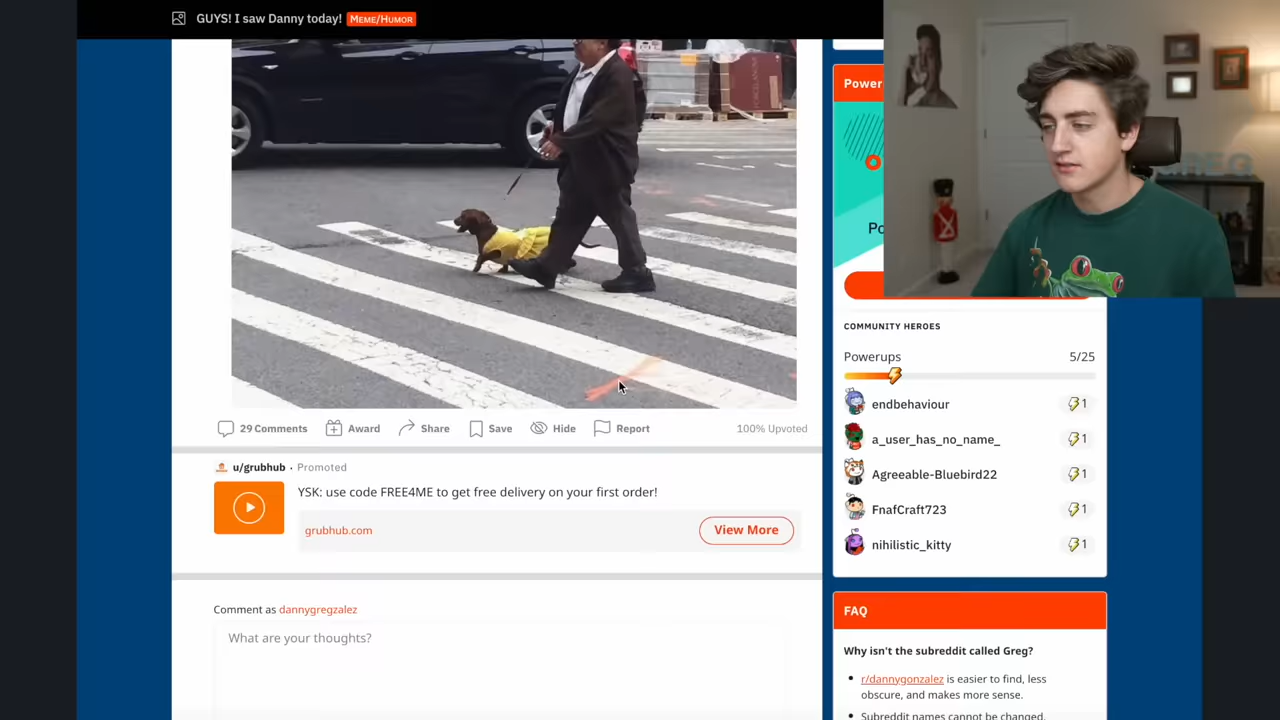 GUYS! I saw Danny today! MEME/HUMOR
29 Comments Award Share Save Hide Report 100% Upvoted
u/grubhub · Promoted
YSK: use code FREE4ME to get free delivery on your first order!
grubhub.com View More
Comment as dannygregzalez
What are your thoughts?
Power
Po
GREG
COMMUNITY HEROES
Powerups 5/25
endbehaviour 1
a_user_has_no_name_ 1
Agreeable-Bluebird22 1
FnafCraft723 1
nihilistic_kitty 1
FAQ
Why isn't the subreddit called Greg?
• r/dannygonzalez is easier to find, less
obscure, and makes more sense.
• Subreddit names cannot be changed.